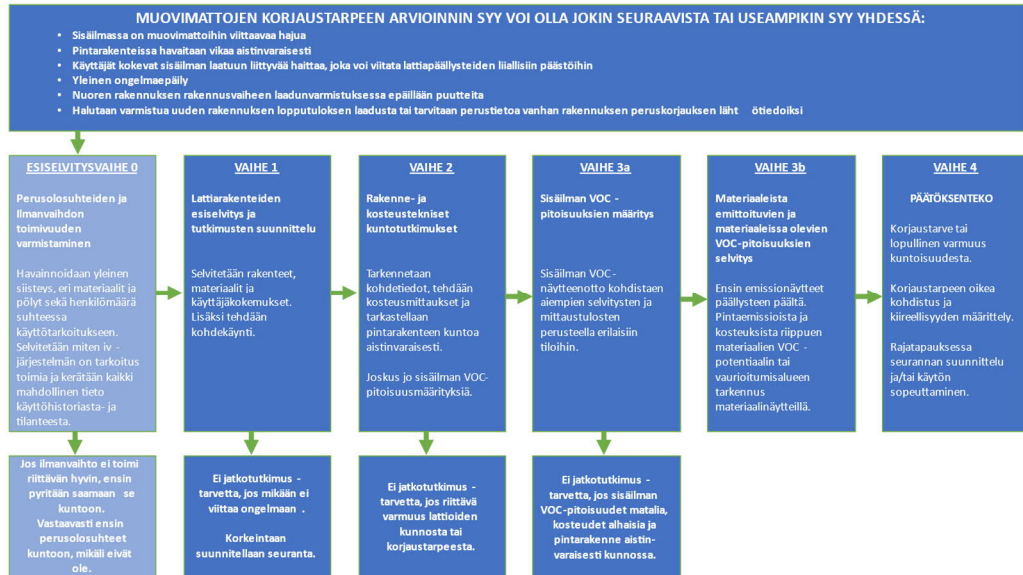 MUOVIMATTOJEN KORJAUSTARPEEN ARVIOINNIN SYY VOI OLLA JOKIN SEURAAVISTA TAI USEAMPIKIN SYY YHDESSÄ:
• Sisäilmassa on muovimattoihin viittaavaa hajua
• Pintarakenteissa havaitaan vikaa aistinvaraisesti
• Käyttäjät kokevat sisäilman laatuun liittyvää haittaa, joka voi viitata lattiapäällysteiden liiallisiin päästöihin
• Yleinen ongelmaepäily
• Nuoren rakennuksen rakennusvaiheen laadunvarmistuksessa epäillään puutteita
• Halutaan varmistua uuden rakennuksen lopputuloksen laadusta tai tarvitaan perustietoa vanhan rakennuksen peruskorjauksen läht ötiedoiksi
ESISELVITYSVAIHE 0
Perusolosuhteiden ja
Ilmanvaihdon
toimivuuden
varmistaminen
Havainnoidaan yleinen
siisteys, eri materiaalit ja
pölyt sekä henkilömäärä
suhteessa
käyttötarkoitukseen.
Selvitetään miten iv -
järjestelmän on tarkoitus
toimia ja kerätään kaikki
mahdollinen tieto
käyttöhistoriasta- ja
tilanteesta.
VAIHE 1
Lattiarakenteiden
esiselvitys ja
tutkimusten suunnittelu
Selvitetään rakenteet,
materiaalit ja
käyttäjäkokemukset.
Lisäksi tehdään
kohdekäynti.
VAIHE 2
Rakenne- ja
kosteustekniset
kuntotutkimukset
Tarkennetaan
kohdetiedot, tehdään
kosteusmittaukset ja
tarkastellaan
pintarakenteen kuntoa
aistinvaraisesti.
Joskus jo sisäilman VOC-
pitoisuusmäärityksiä.
VAIHE 3a
Sisäilman VOC -
pitoisuuksien määritys
Sisäilman VOC -
näytteenotto kohdistaen
aiempien selvitysten ja
mittaustulosten
perusteella erilaisiin
tiloihin.
VAIHE 3b
Materiaaleista
emittoituvien ja
materiaaleissa olevien
VOC-pitoisuuksien
selvitys
Ensin emissionäytteet
päällysteen päältä.
Pintaemissioista ja
kosteuksista riippuen
materiaalien VOC -
potentiaalin tai
vaurioitumisalueen
tarkennus
materiaalinäytteillä.
VAIHE 4
PÄÄTÖKSENTEKO
Korjaustarve tai
lopullinen varmuus
kuntoisuudesta.
Korjaustarpeen oikea
kohdistus ja
kiireellisyyden määrittely.
Rajatapauksessa
seurannan suunnittelu
ja/tai käytön
sopeuttaminen.
Jos ilmanvaihto ei toimi
riittävän hyvin, ensin
pyritään saamaan se
kuntoon.
Vastaavasti ensin
perusolosuhteet
kuntoon, mikäli eivät
ole.
Ei jatkotutkimus -
tarvetta, jos mikään ei
viittaa ongelmaan .
Korkeintaan
suunnitellaan seuranta.
Ei jatkotutkimus -
tarvetta, jos riittävä
varmuus lattioiden
kunnosta tai
korjaustarpeesta.
Ei jatkotutkimus -
tarvetta, jos sisäilman
VOC-pitoisuudet matalia,
kosteudet alhaisia ja
pintarakenne aistin-
varaisesti kunnossa.